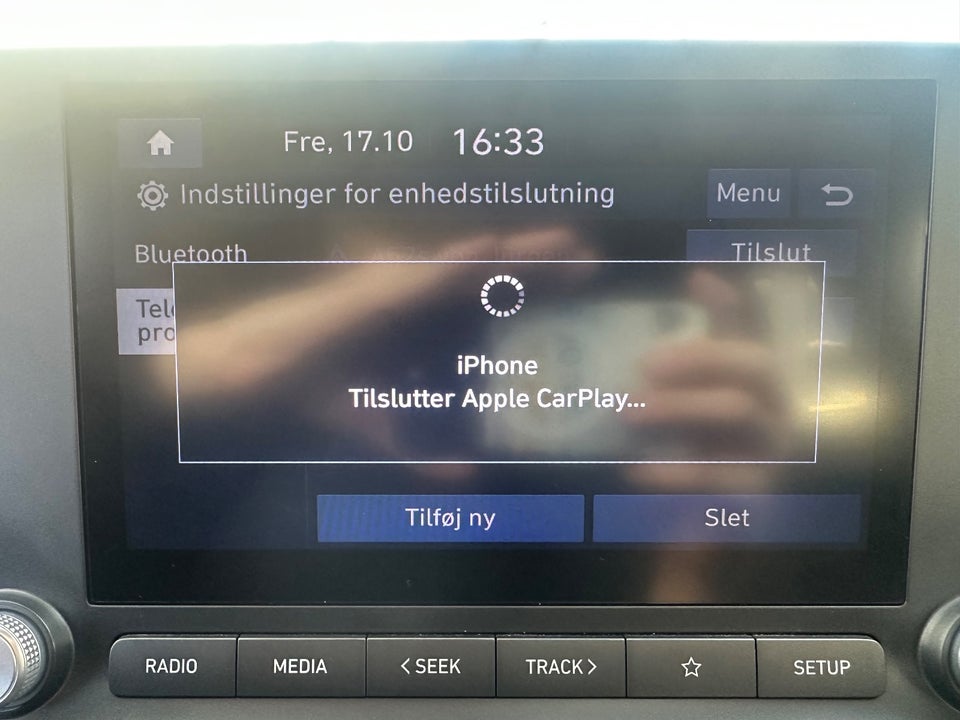 Fre, 17.10 16:33
Indstillinger for enhedstilslutning Menu
Bluetooth Tilslut
iPhone
Tilslutter Apple CarPlay...
Tilføj ny Slet
RADIO MEDIA < SEEK TRACK > SETUP